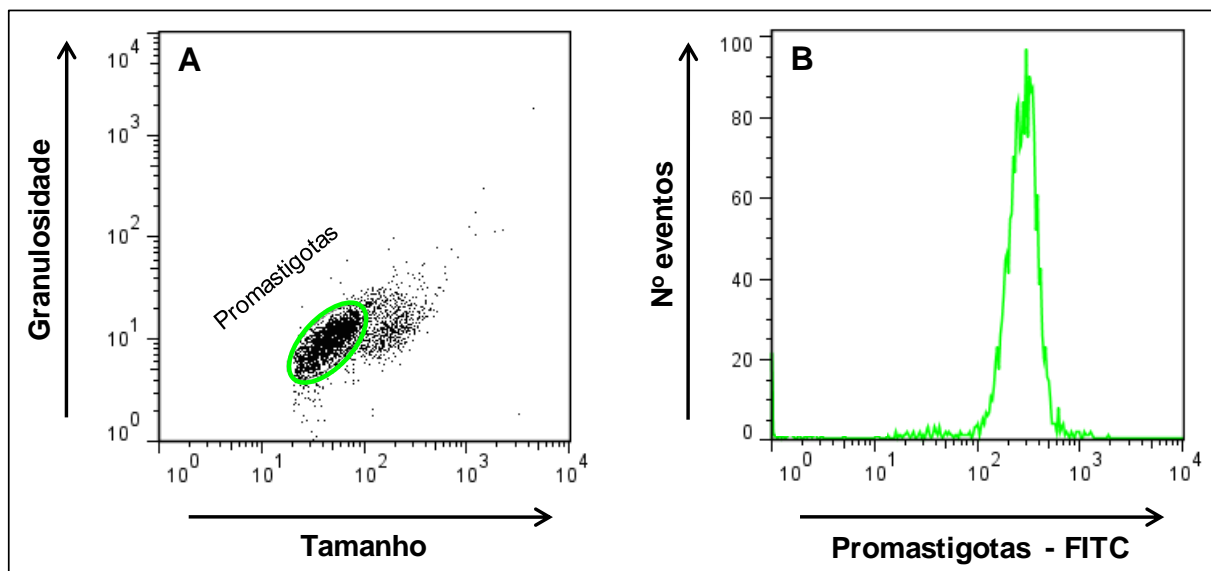 A
Granulosidade
10^4
10^3
10^2
10^1
10^0
Promastigotas
10^0 10^1 10^2 10^3 10^4
Tamanho
B
Nº eventos
100
80
60
40
20
0
10^0 10^1 10^2 10^3 10^4
Promastigotas - FITC